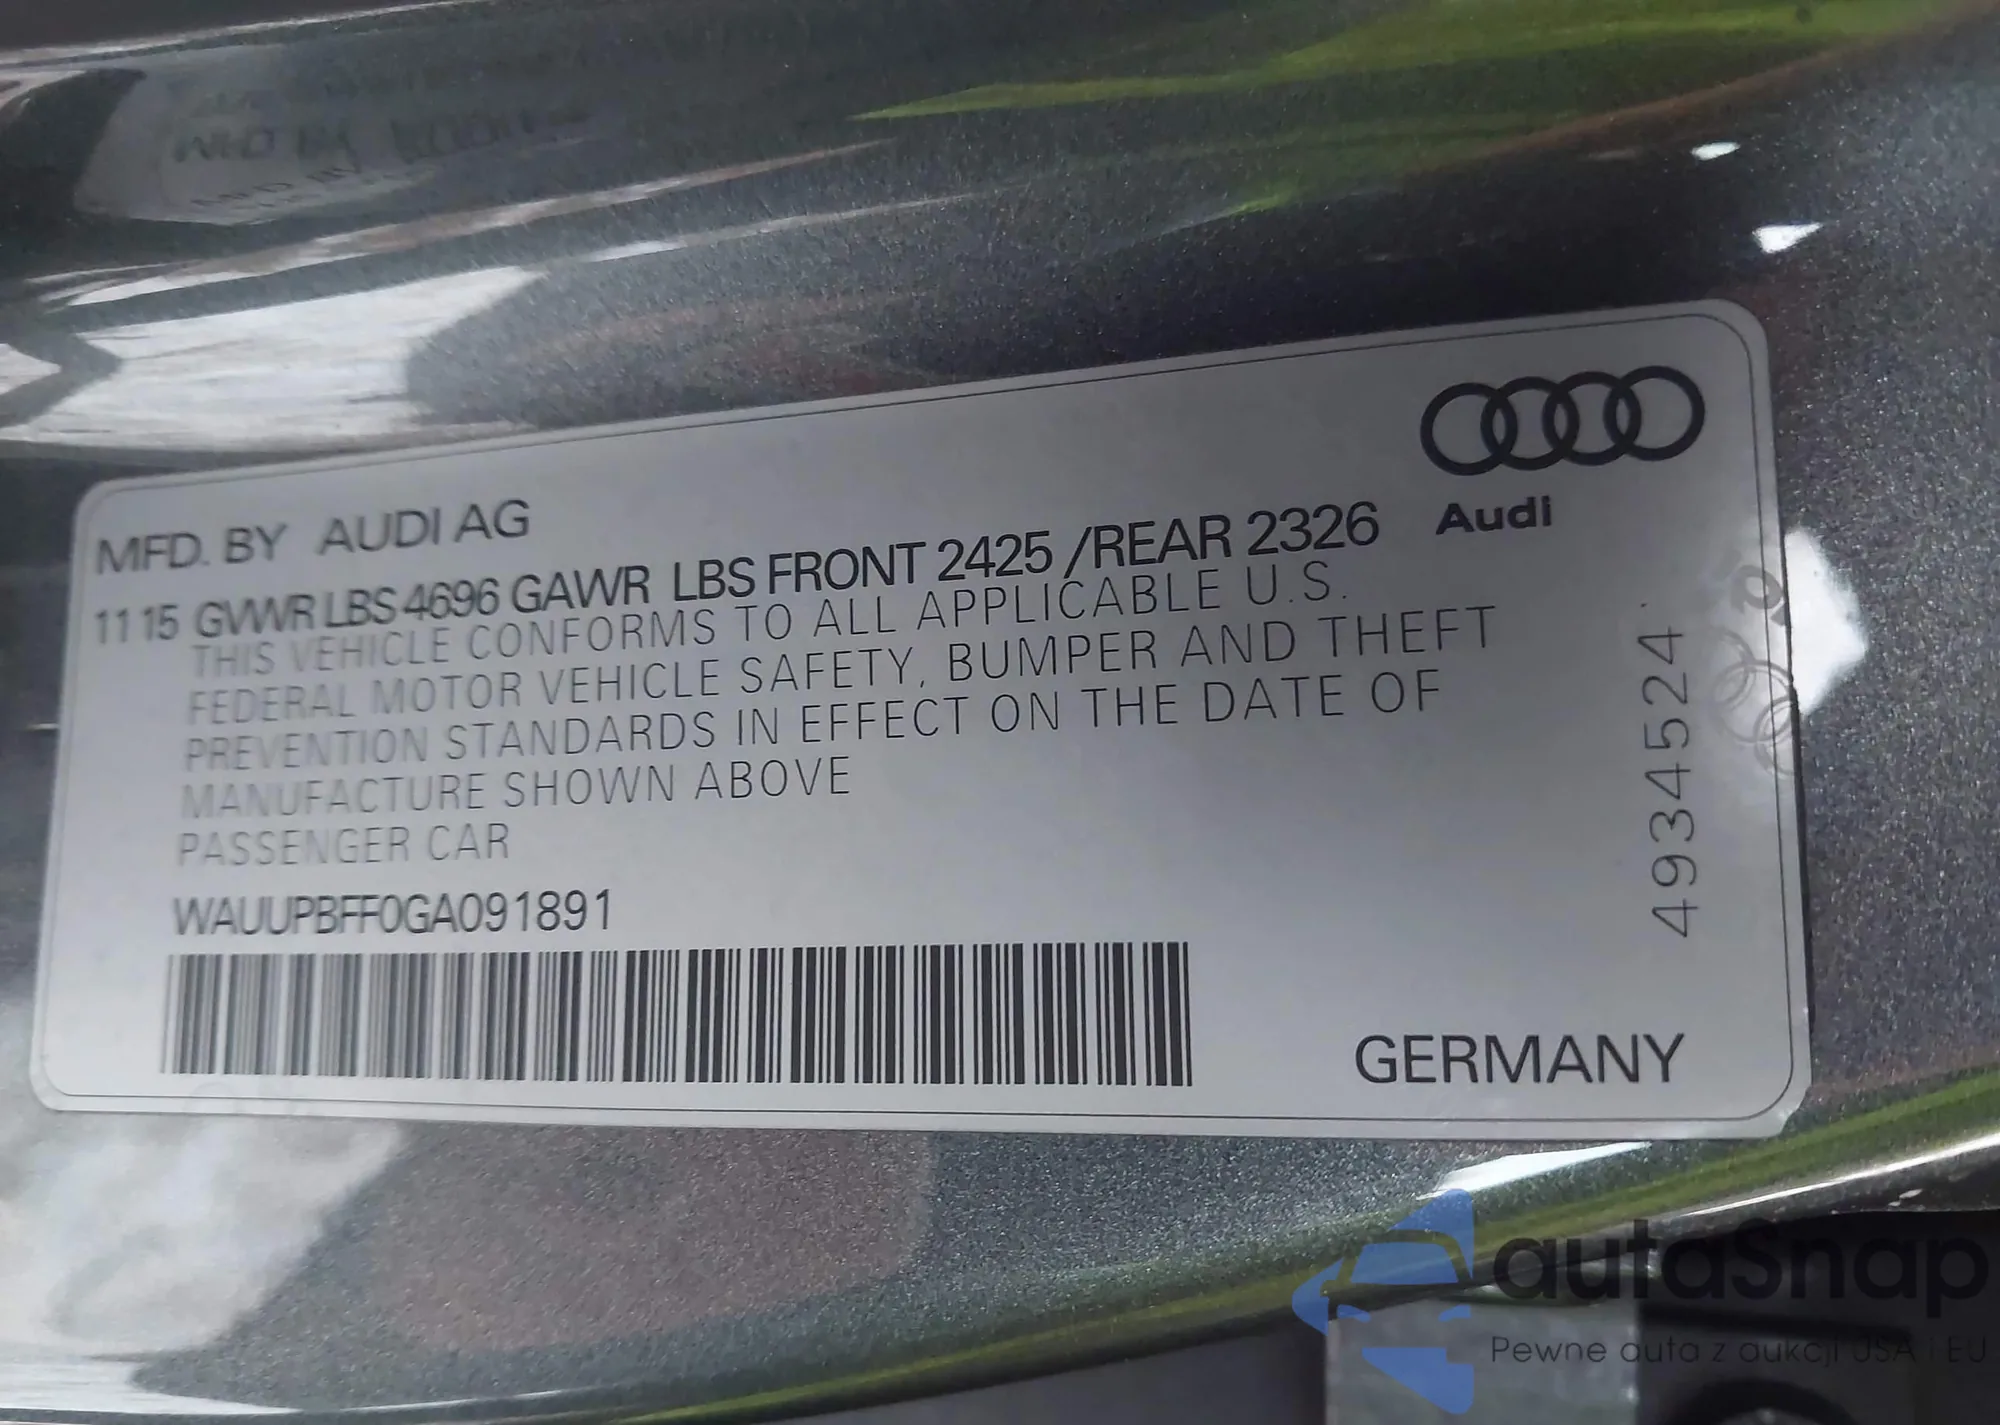 MFD. BY AUDI AG
11 15 GVWR LBS 4696 GAWR LBS FRONT 2425 /REAR 2326
Audi
THIS VEHICLE CONFORMS TO ALL APPLICABLE U.S.
FEDERAL MOTOR VEHICLE SAFETY, BUMPER AND THEFT
PREVENTION STANDARDS IN EFFECT ON THE DATE OF
MANUFACTURE SHOWN ABOVE
PASSENGER CAR
WAUUPBFF0GA091891
4934524
GERMANY
autaSnap
Pewne auta z aukcji USA i EU